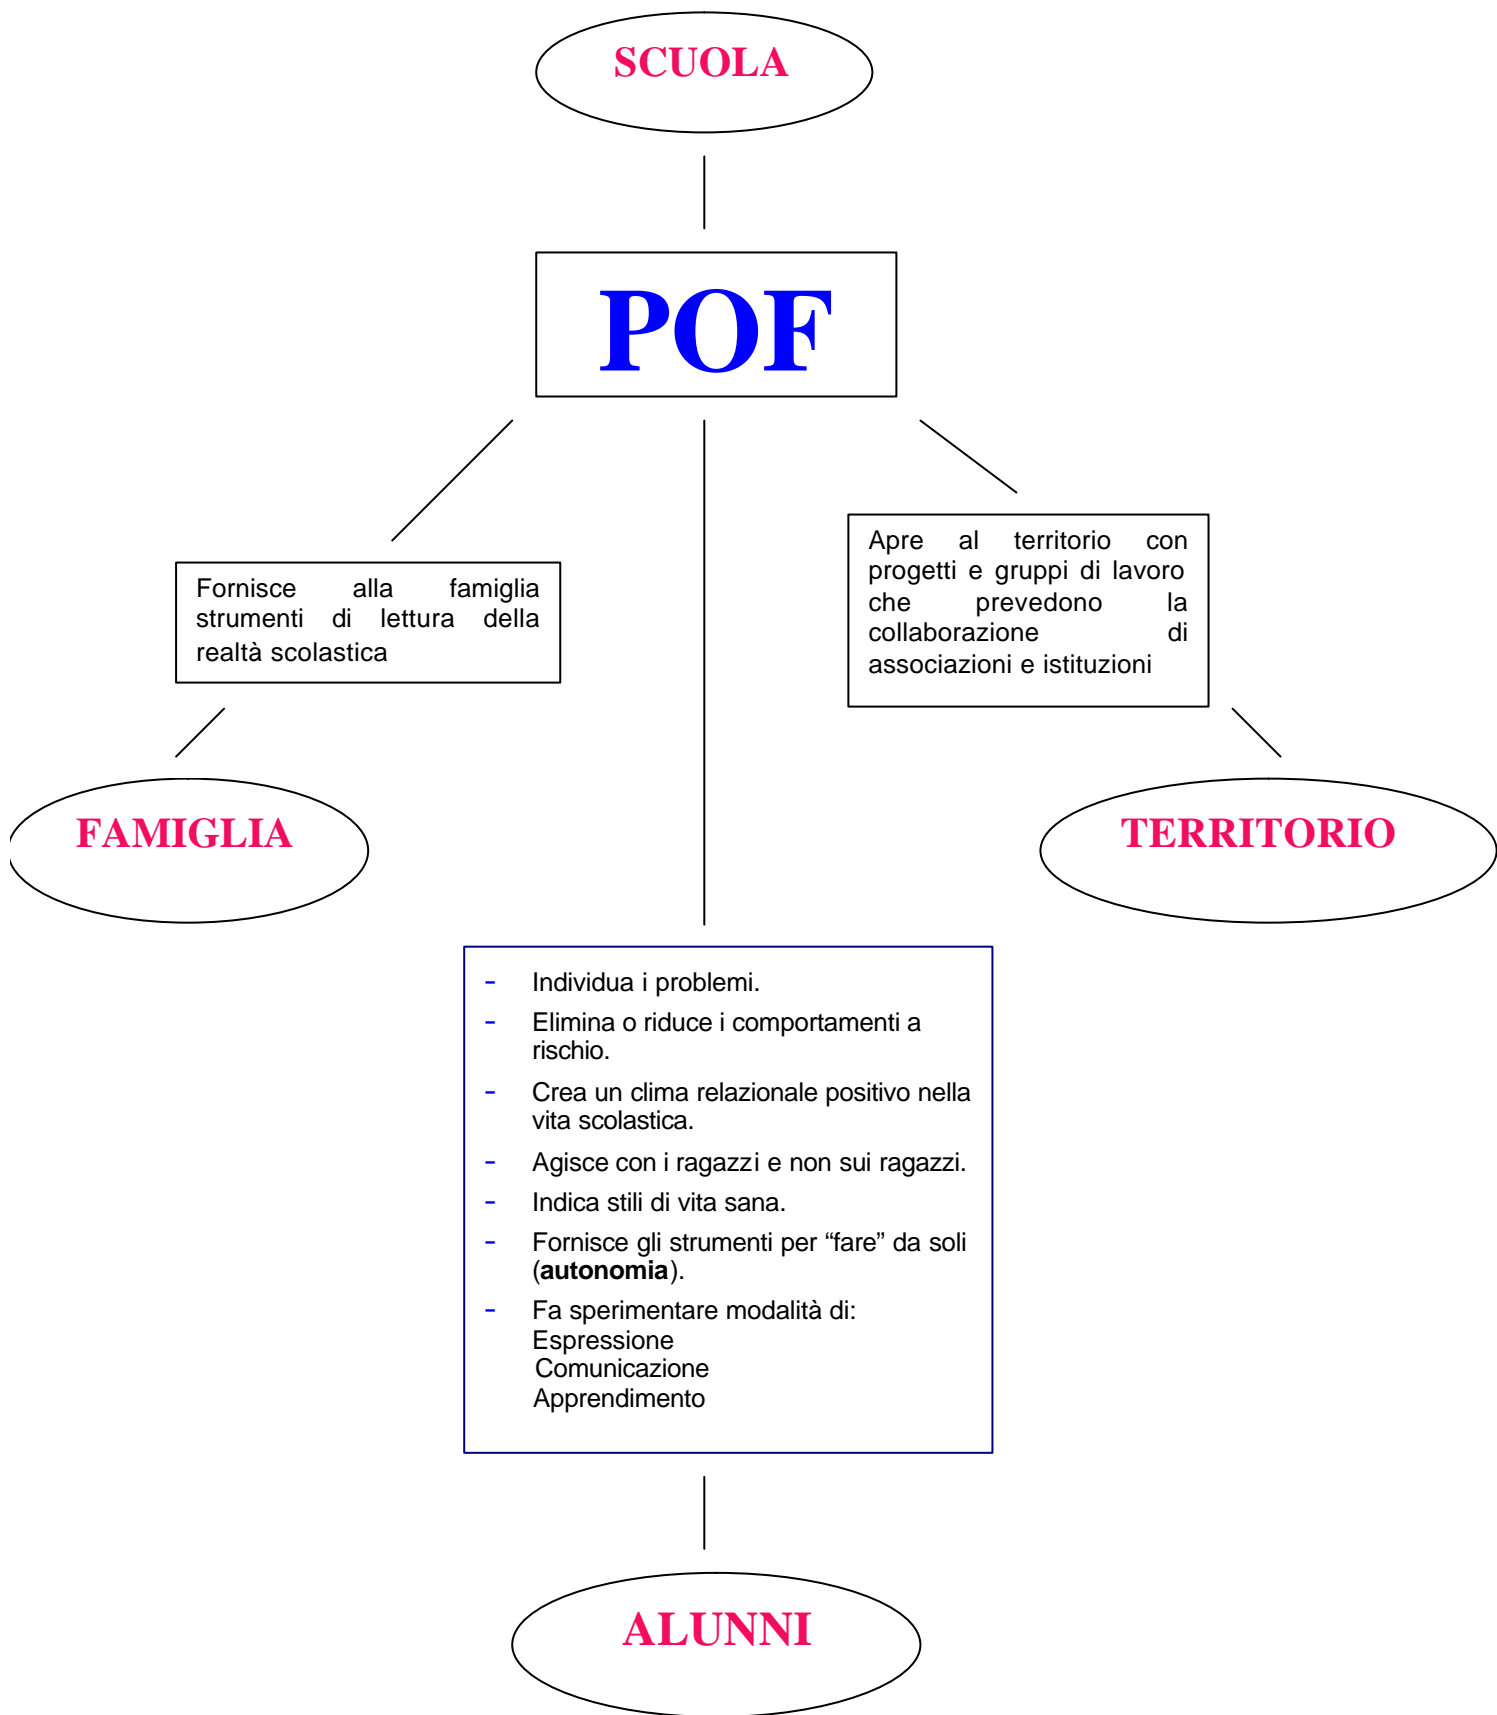 SCUOLA
POF
Fornisce alla famiglia
strumenti di lettura della
realtà scolastica
Apre al territorio con
progetti e gruppi di lavoro
che prevedono la
collaborazione di
associazioni e istituzioni
FAMIGLIA
TERRITORIO
- Individua i problemi.
- Elimina o riduce i comportamenti a
rischio.
- Crea un clima relazionale positivo nella
vita scolastica.
- Agisce con i ragazzi e non sui ragazzi.
- Indica stili di vita sana.
- Fornisce gli strumenti per “fare” da soli
(autonomia).
- Fa sperimentare modalità di:
Espressione
Comunicazione
Apprendimento
ALUNNI